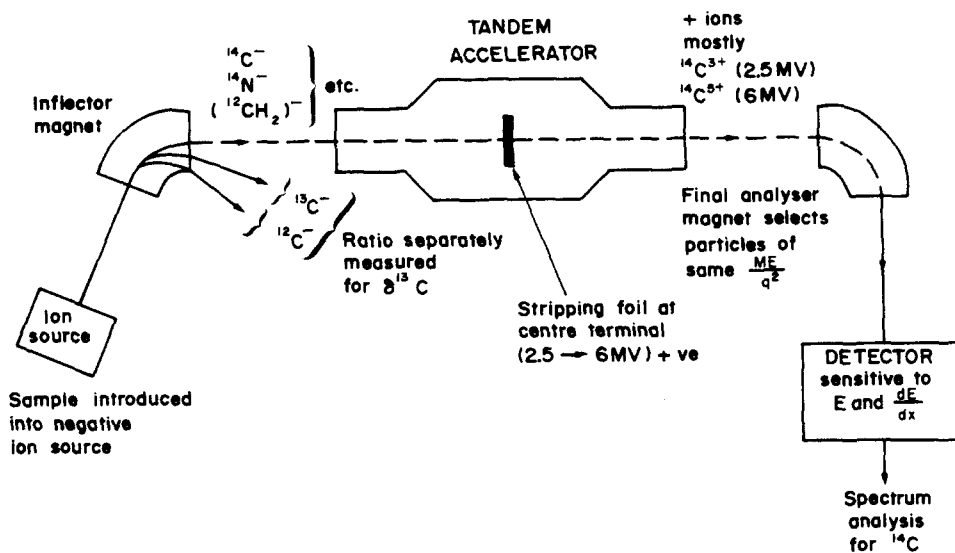 Inflector
magnet
¹⁴C⁻
¹⁴N⁻
(¹²CH₂)⁻
etc.
TANDEM
ACCELERATOR
+ ions
mostly
¹⁴C³⁺ (2.5MV)
¹⁴C⁵⁺ (6MV)
¹³C⁻
¹²C⁻
Ratio separately
measured
for δ¹³C
Ion
source
Sample introduced
into negative
ion source
Stripping foil at
centre terminal
(2.5 → 6MV) + ve
Final analyser
magnet selects
particles of
same ME/q²
DETECTOR
sensitive to
E and dE/dx
Spectrum
analysis
for ¹⁴C